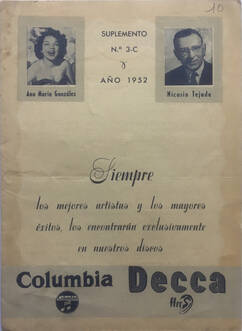 10
SUPLEMENTO
N.º 3-C
AÑO 1952
Ana María González
Nicasio Tejada
Siempre
los mejores artistas y los mayores
éxitos, los encontrarán exclusivamente
en nuestros discos
Columbia Decca
ffrr